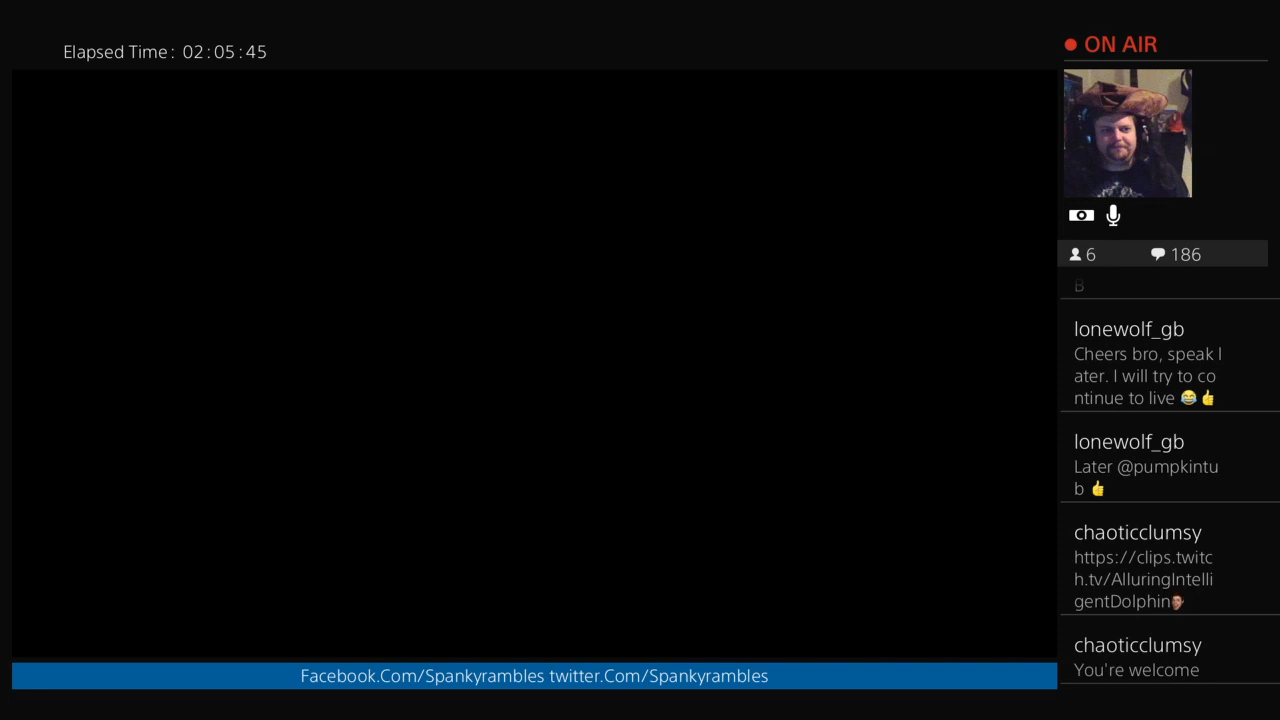 Elapsed Time: 02:05:45
ON AIR
6 186
B
lonewolf_gb
Cheers bro, speak l
ater. I will try to co
ntinue to live 😂👍
lonewolf_gb
Later @pumpkintu
b 👍
chaoticclumsy
https://clips.twitc
h.tv/AlluringIntelli
gentDolphin
chaoticclumsy
You're welcome
Facebook.Com/Spankyrambles twitter.Com/Spankyrambles